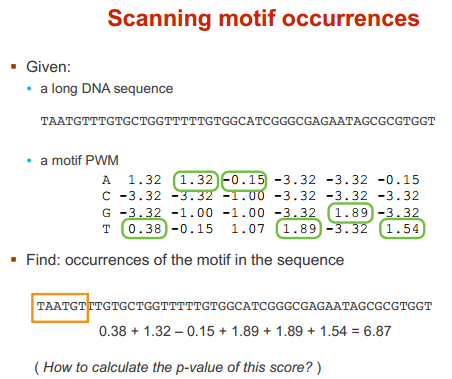 Scanning motif occurrences
▪ Given:
• a long DNA sequence
TAATGTTTGTGCTGGTTTTTGTGGCATCGGGCGAGAATAGCGCGTGGT
• a motif PWM
A 1.32 1.32 -0.15 -3.32 -3.32 -0.15
C -3.32 -3.32 -1.00 -3.32 -3.32 -3.32
G -3.32 -1.00 -1.00 -3.32 1.89 -3.32
T 0.38 -0.15 1.07 1.89 -3.32 1.54
▪ Find: occurrences of the motif in the sequence
TAATGTTTGTGCTGGTTTTTGTGGCATCGGGCGAGAATAGCGCGTGGT
0.38 + 1.32 – 0.15 + 1.89 + 1.89 + 1.54 = 6.87
( How to calculate the p-value of this score? )